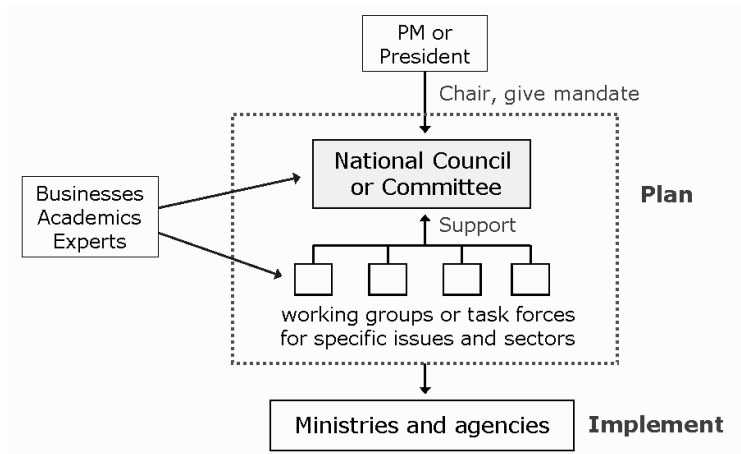 PM or
President
Chair, give mandate
National Council
or Committee
Plan
Businesses
Academics
Experts
Support
working groups or task forces
for specific issues and sectors
Ministries and agencies
Implement